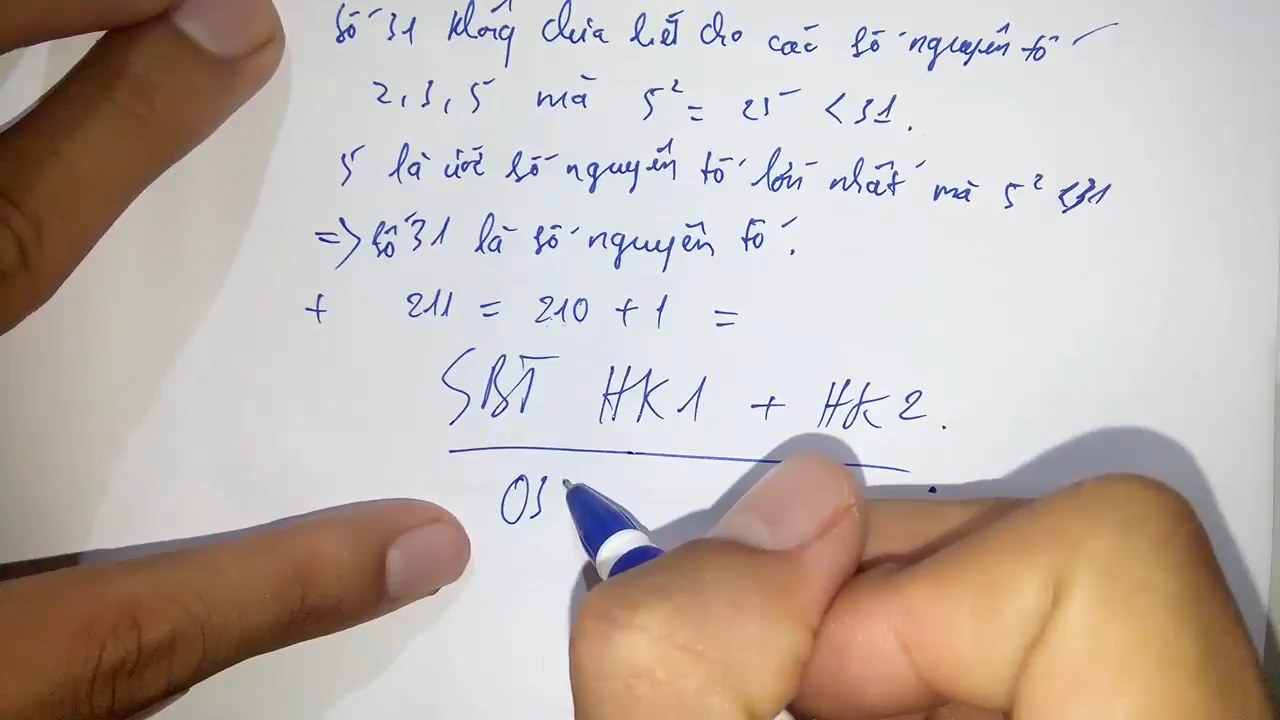 Số 31 không chia hết cho các số nguyên tố
2, 3, 5 mà 5² = 25 < 31.
5 là ước số nguyên tố lớn nhất mà 5² < 31
=> số 31 là số nguyên tố.
+ 211 = 210 + 1 =
SBT HK1 + HK2.
03